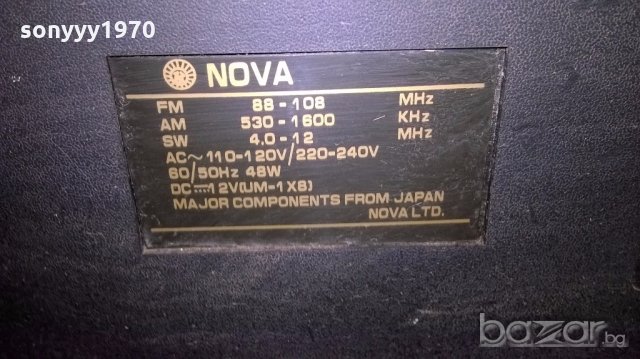 sonyyy1970
NOVA
FM 88-108 MHz
AM 530-1600 KHz
SW 4.0-12 MHz
AC~110-120V/220-240V
60/50Hz 48W
DC⎓12V(UM-1X8)
MAJOR COMPONENTS FROM JAPAN
NOVA LTD.
bazar.bg